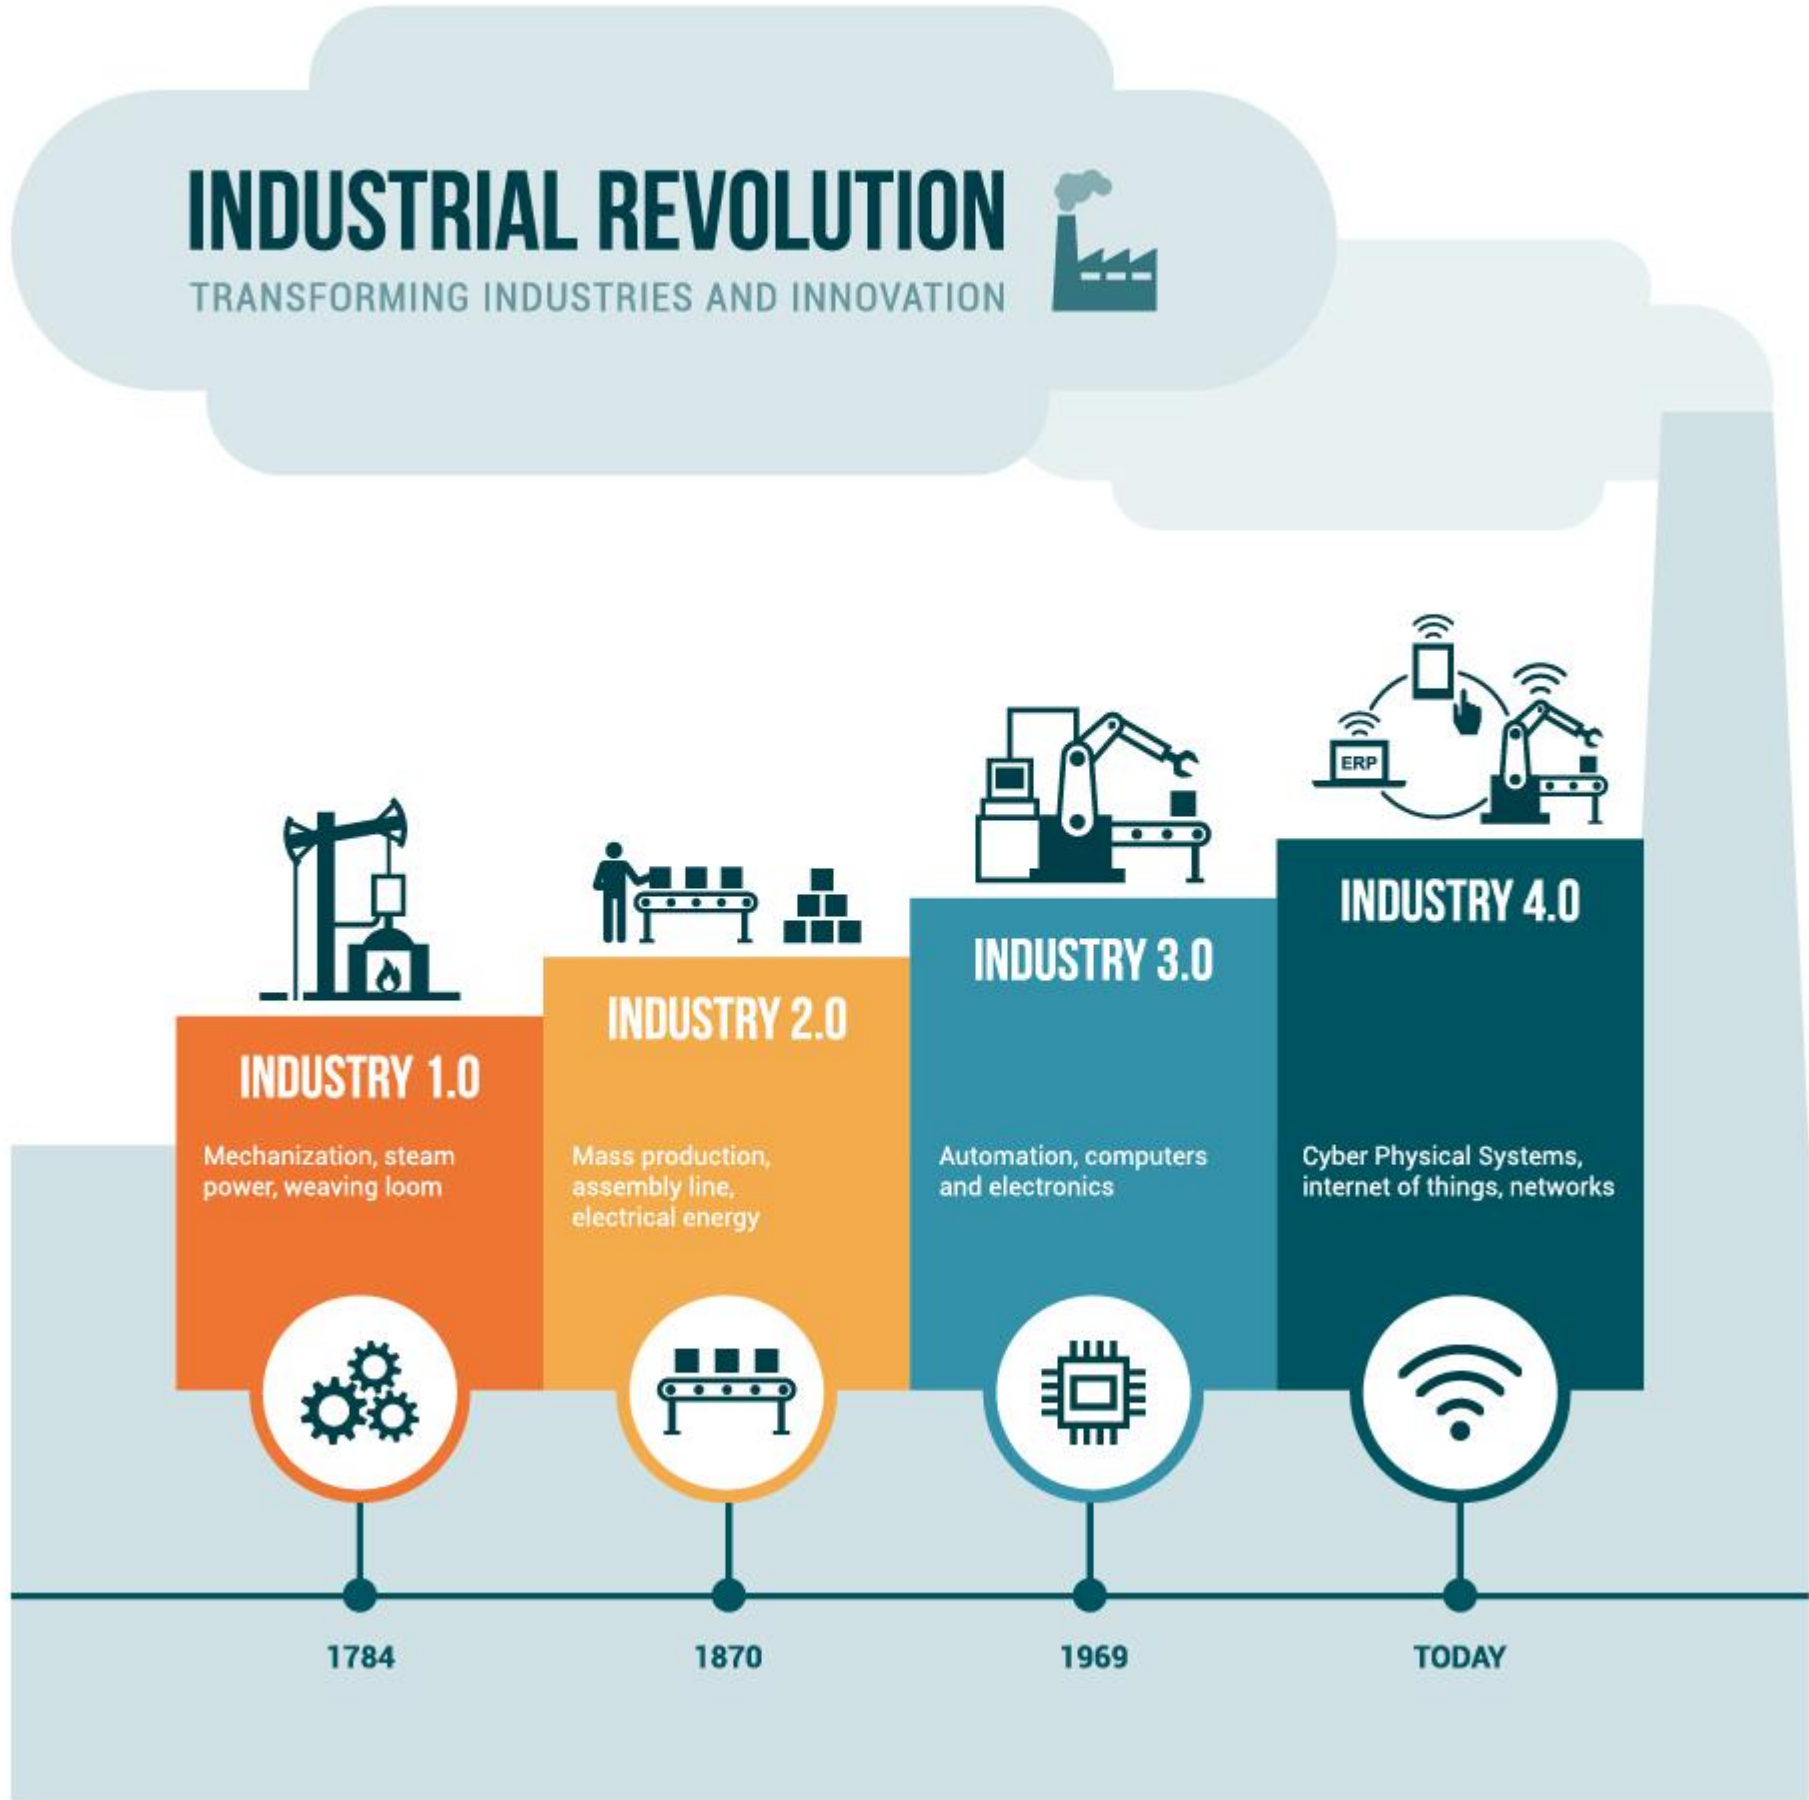 INDUSTRIAL REVOLUTION
TRANSFORMING INDUSTRIES AND INNOVATION
ERP
INDUSTRY 1.0
Mechanization, steam
power, weaving loom
INDUSTRY 2.0
Mass production,
assembly line,
electrical energy
INDUSTRY 3.0
Automation, computers
and electronics
INDUSTRY 4.0
Cyber Physical Systems,
internet of things, networks
1784
1870
1969
TODAY